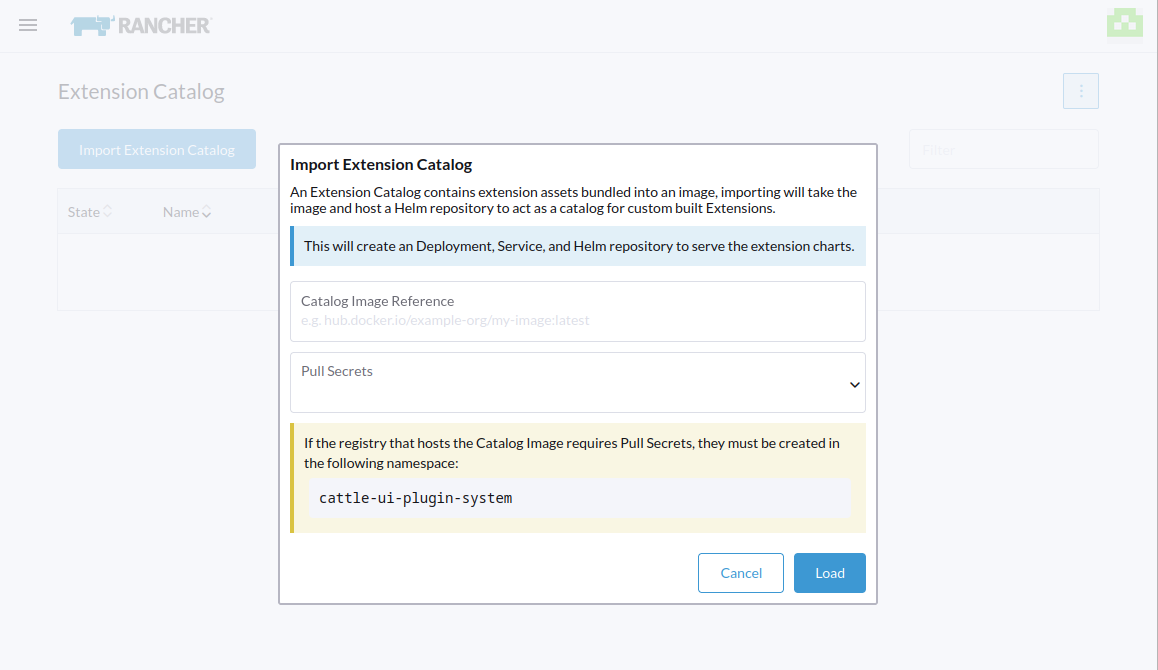 RANCHER
Extension Catalog
Import Extension Catalog
Filter
State
Name
Import Extension Catalog
An Extension Catalog contains extension assets bundled into an image, importing will take the
image and host a Helm repository to act as a catalog for custom built Extensions.
This will create an Deployment, Service, and Helm repository to serve the extension charts.
Catalog Image Reference
e.g. hub.docker.io/example-org/my-image:latest
Pull Secrets
If the registry that hosts the Catalog Image requires Pull Secrets, they must be created in
the following namespace:
cattle-ui-plugin-system
Cancel
Load